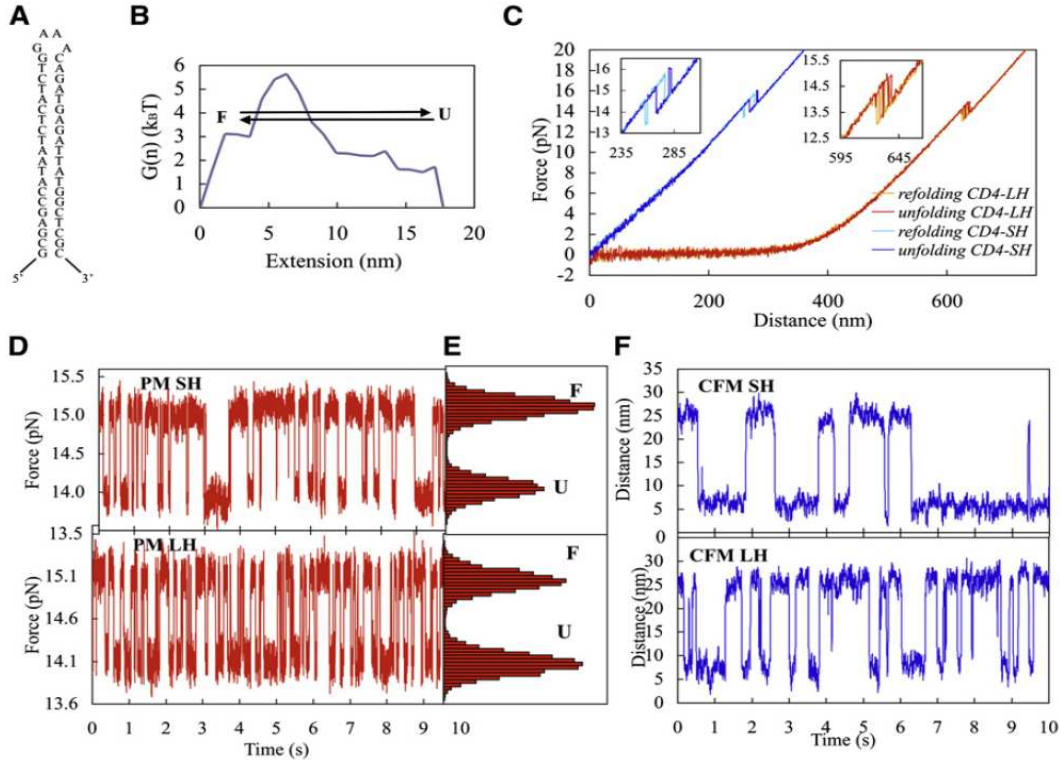 A
GCGAGCCATAATCTCATCTGGAAACAGATGAGATTATGGCTCGC
5'
3'
B
G(n) (kBT)
6
5
4
3
2
1
0
F
U
0
5
10
15
20
Extension (nm)
C
Force (pN)
20
18
16
14
12
10
8
6
4
2
0
-2
16
15
14
13
235
285
15.5
14.5
13.5
12.5
595
645
refolding CD4-LH
unfolding CD4-LH
refolding CD4-SH
unfolding CD4-SH
0
200
400
600
Distance (nm)
D
PM SH
Force (pN)
15.5
15.0
14.5
14.0
13.5
PM LH
Force (pN)
15.1
14.6
14.1
13.6
0 1 2 3 4 5 6 7 8 9 10
Time (s)
E
F
U
F
U
F
CFM SH
Distance (nm)
35
30
25
20
15
10
5
0
CFM LH
Distance (nm)
30
25
20
15
10
5
0
0 1 2 3 4 5 6 7 8 9 10
Time (s)